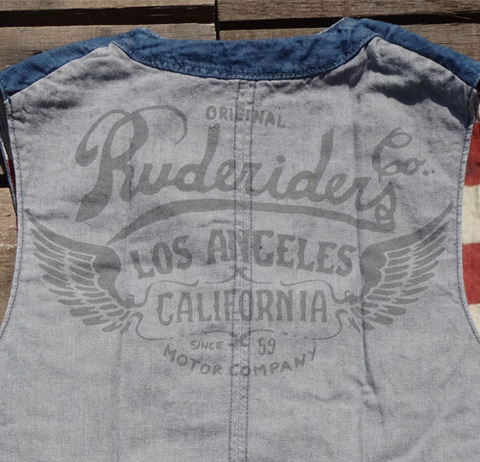 ORIGINAL
Ruderiders Co.
LOS ANGELES
CALIFORNIA
SINCE 99
MOTOR COMPANY